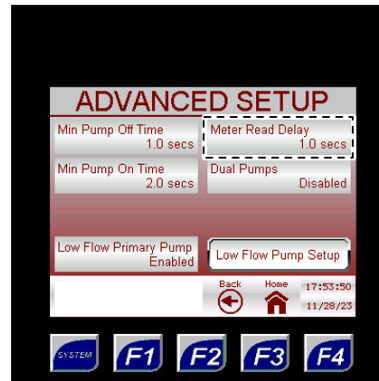 ADVANCED SETUP
Min Pump Off Time
1.0 secs
Meter Read Delay
1.0 secs
Min Pump On Time
2.0 secs
Dual Pumps
Disabled
Low Flow Primary Pump
Enabled
Low Flow Pump Setup
Back
Home
17:53:50
11/28/23
SYSTEM
F1
F2
F3
F4